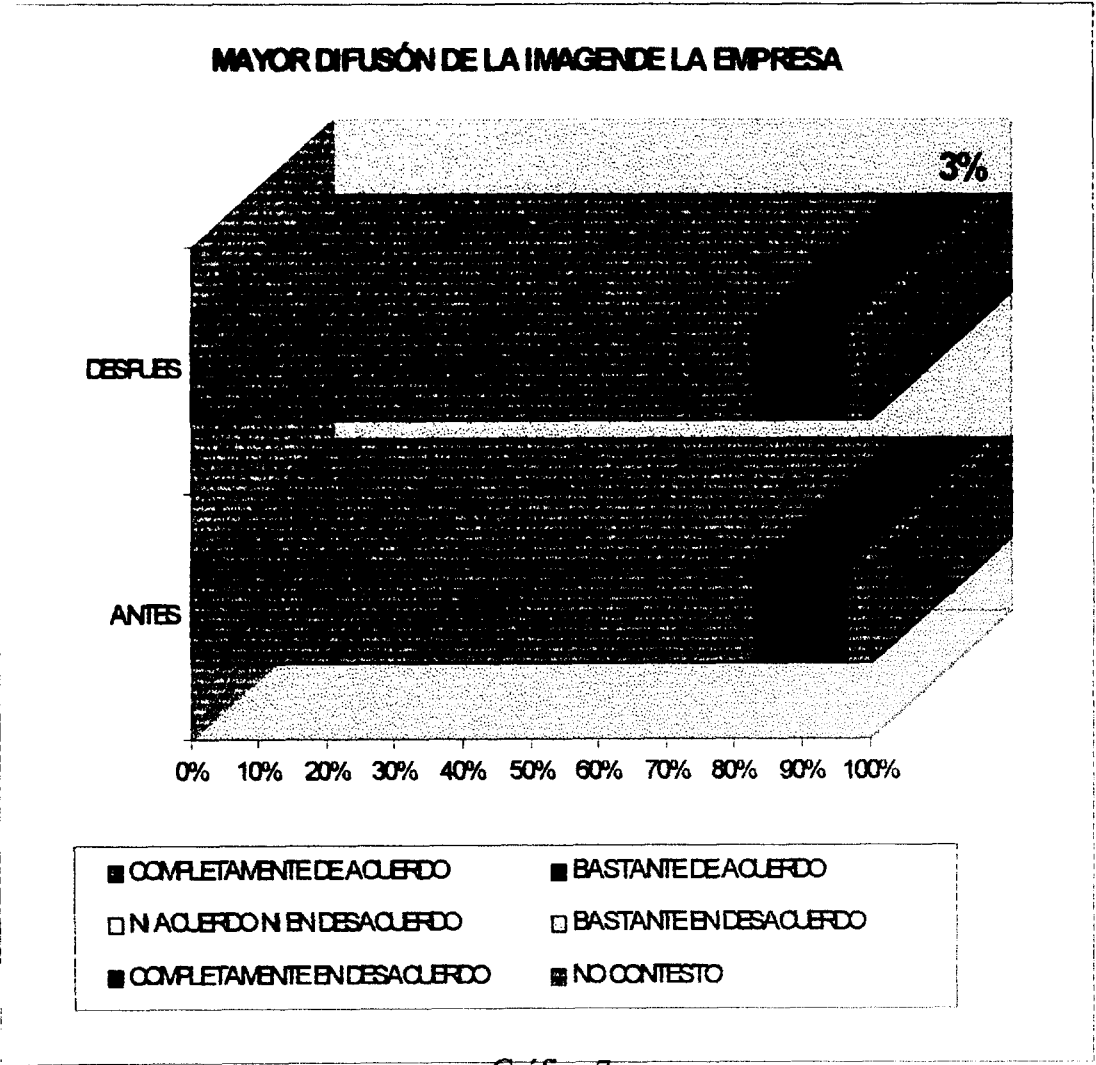 MAYOR DIFUSÓN DE LA IMAGENDE LA EMPRESA
3%
DESPUES
ANTES
0% 10% 20% 30% 40% 50% 60% 70% 80% 90% 100%
COMPLETAMENTE DE ACUERDO BASTANTE DE ACUERDO
NI ACUERDO NI EN DESACUERDO BASTANTE EN DESACUERDO
COMPLETAMENTE EN DESACUERDO NO CONTESTO